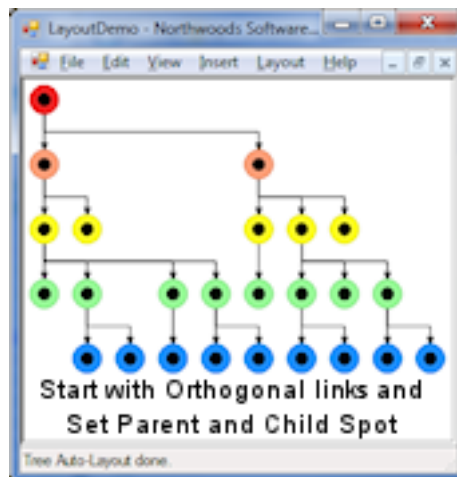 LayoutDemo - Northwoods Software...
File Edit View Insert Layout Help
Start with Orthogonal links and
Set Parent and Child Spot
Tree Auto-Layout done.